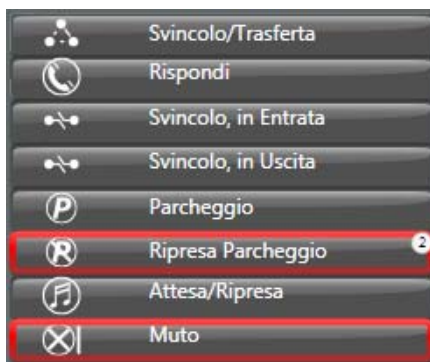 Svincolo/Trasferta
Rispondi
Svincolo, in Entrata
Svincolo, in Uscita
P Parcheggio
R Ripresa Parcheggio 2
Attesa/Ripresa
Muto